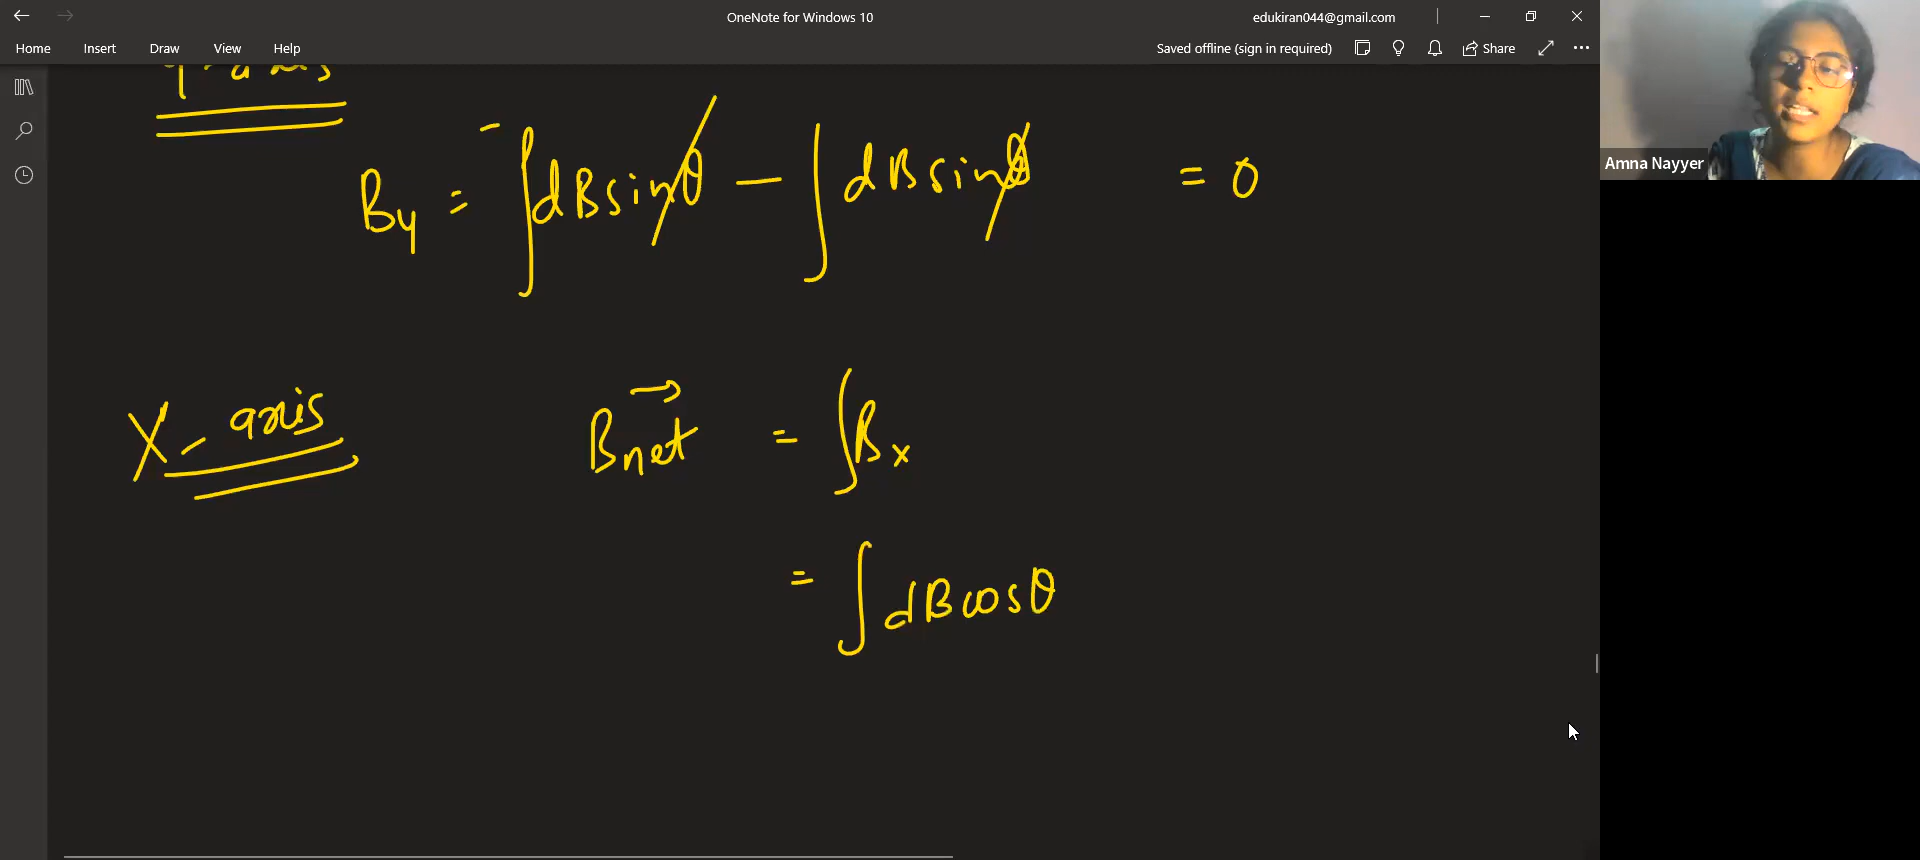 OneNote for Windows 10
edukiran044@gmail.com
Home Insert Draw View Help
Saved offline (sign in required)
Share
Amna Nayyer
y-axis
By = ∫dBsinθ - ∫dBsinθ = 0
X-axis
B⃗net = ∫Bx
= ∫dBcosθ